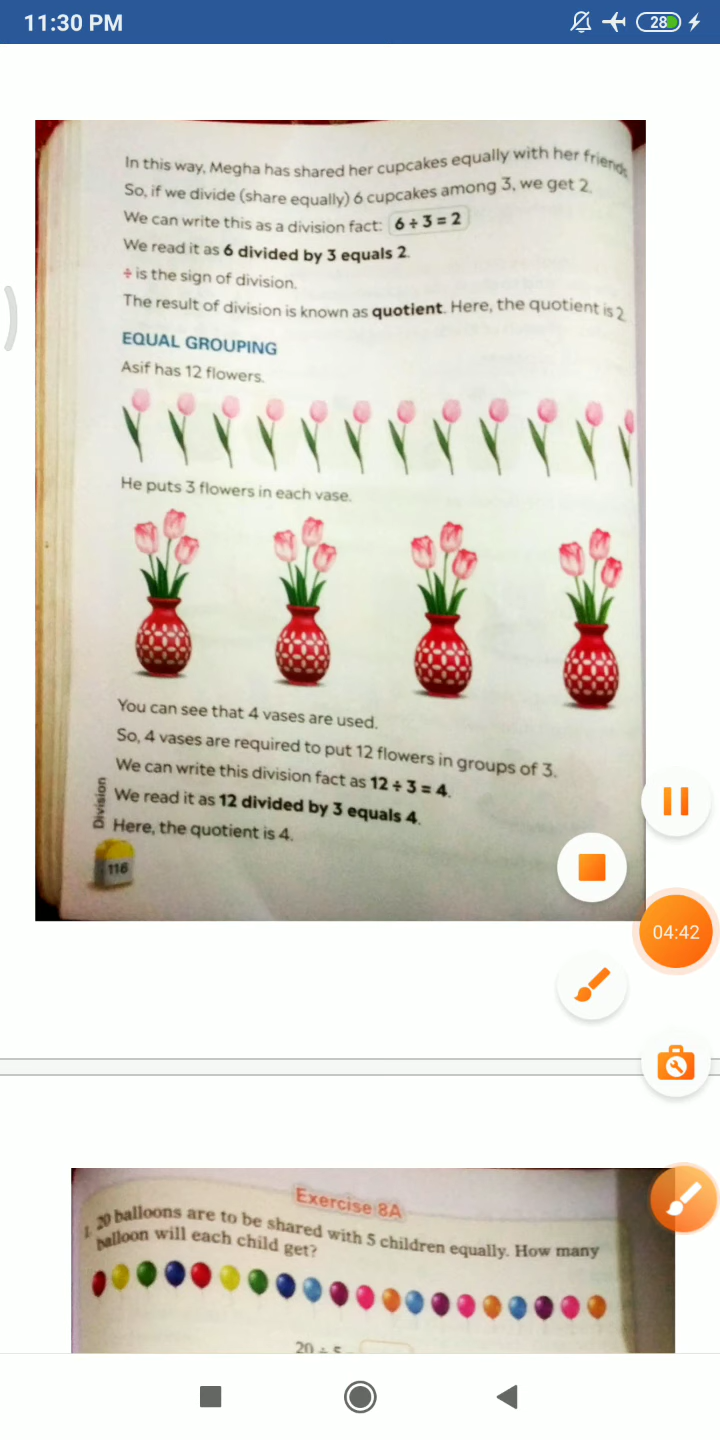 11:30 PM
28
In this way, Megha has shared her cupcakes equally with her friends
So, if we divide (share equally) 6 cupcakes among 3, we get 2.
We can write this as a division fact: 6 ÷ 3 = 2
We read it as 6 divided by 3 equals 2.
÷ is the sign of division.
The result of division is known as quotient. Here, the quotient is 2
EQUAL GROUPING
Asif has 12 flowers.
He puts 3 flowers in each vase.
You can see that 4 vases are used.
So, 4 vases are required to put 12 flowers in groups of 3.
We can write this division fact as 12 ÷ 3 = 4.
We read it as 12 divided by 3 equals 4.
Here, the quotient is 4.
Division
116
04:42
Exercise 8A
1. 20 balloons are to be shared with 5 children equally. How many
balloon will each child get?
20 ÷ 5